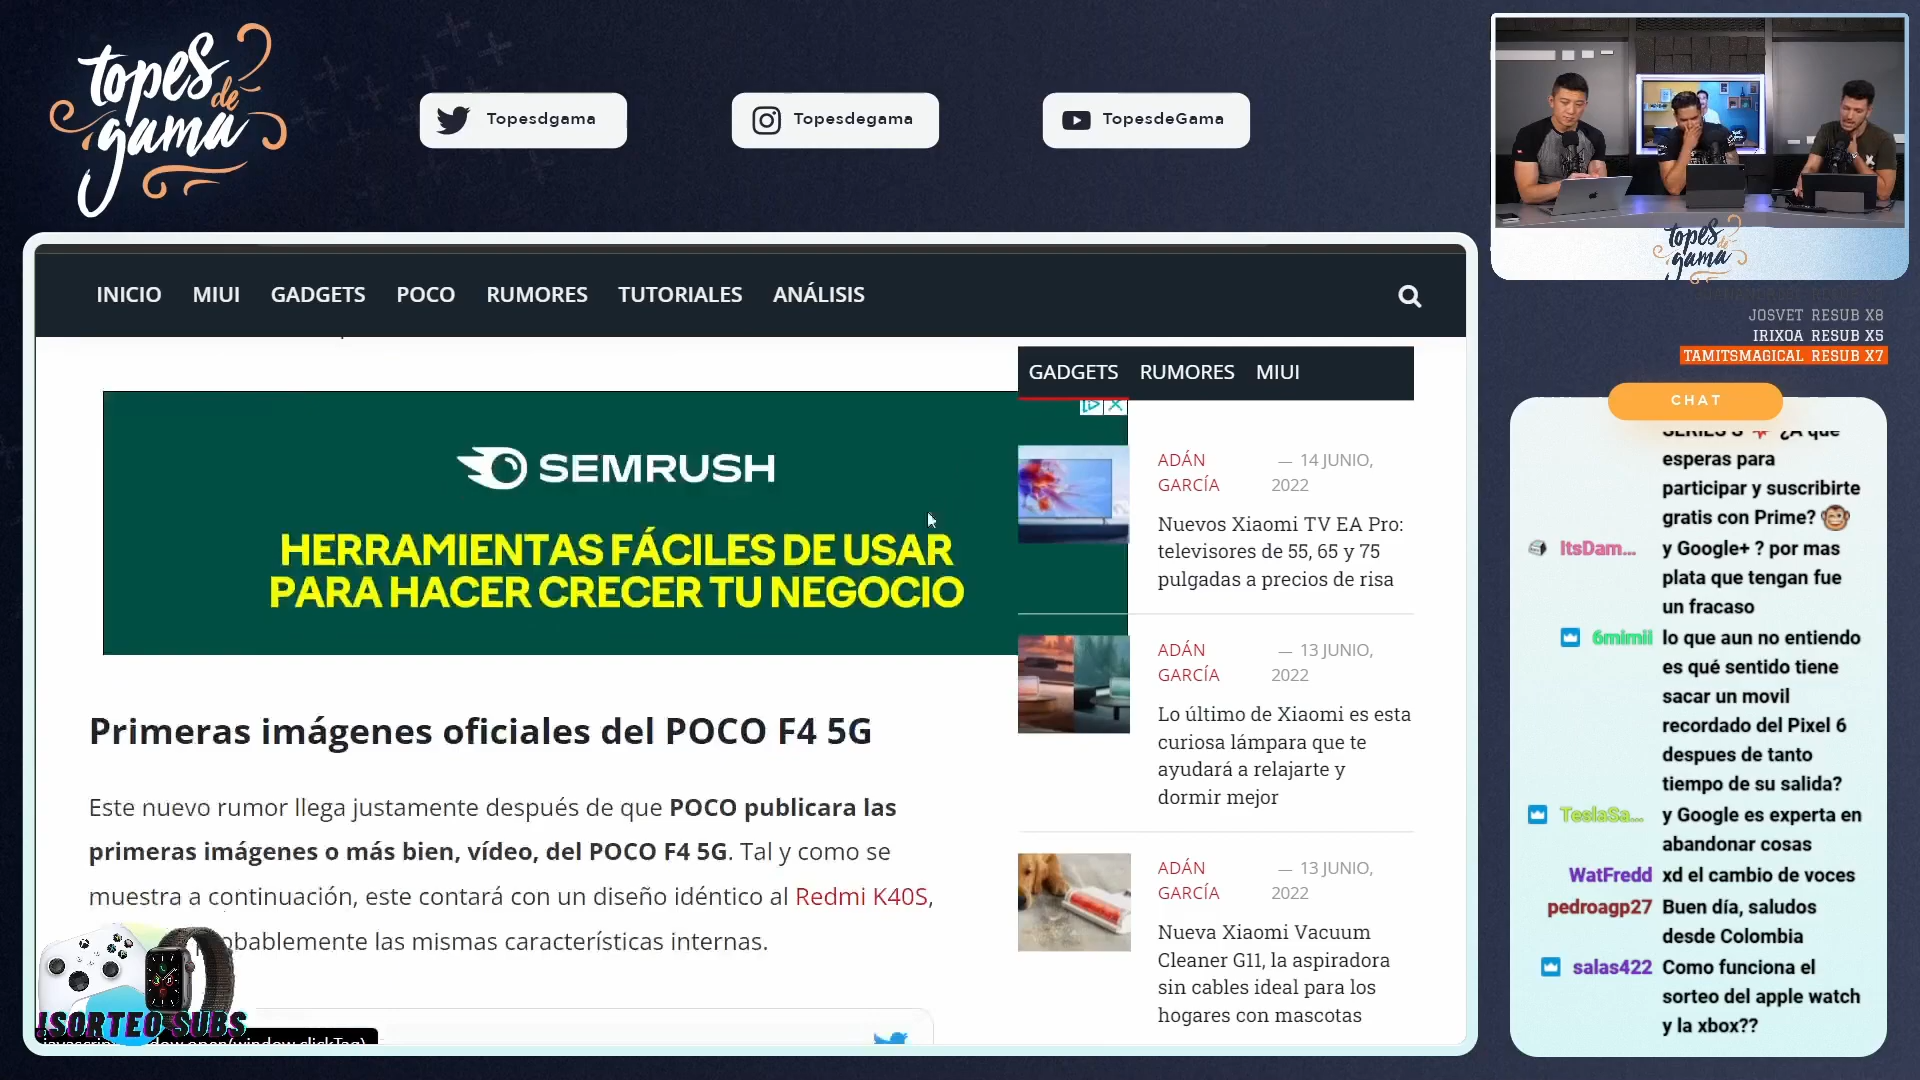 topes
de
gama
Topesdgama
Topesdegama
TopesdeGama
topes
de
gama
JOSVET RESUB X8
IRIXOA RESUB X5
TAMITSMAGICAL RESUB X7
INICIO MIUI GADGETS POCO RUMORES TUTORIALES ANÁLISIS
SEMRUSH
HERRAMIENTAS FÁCILES DE USAR
PARA HACER CRECER TU NEGOCIO
Primeras imágenes oficiales del POCO F4 5G
Este nuevo rumor llega justamente después de que POCO publicara las
primeras imágenes o más bien, vídeo, del POCO F4 5G. Tal y como se
muestra a continuación, este contará con un diseño idéntico al Redmi K40S,
las mismas características internas.
!SORTEO SUBS
GADGETS RUMORES MIUI
ADÁN GARCÍA — 14 JUNIO, 2022
Nuevos Xiaomi TV EA Pro:
televisores de 55, 65 y 75
pulgadas a precios de risa
ADÁN GARCÍA — 13 JUNIO, 2022
Lo último de Xiaomi es esta
curiosa lámpara que te
ayudará a relajarte y
dormir mejor
ADÁN GARCÍA — 13 JUNIO, 2022
Nueva Xiaomi Vacuum
Cleaner G11, la aspiradora
sin cables ideal para los
hogares con mascotas
CHAT
SERIES S ¿A que
esperas para
participar y suscribirte
gratis con Prime?
ItsDam... y Google+ ? por mas
plata que tengan fue
un fracaso
6mimii lo que aun no entiendo
es qué sentido tiene
sacar un movil
recordado del Pixel 6
despues de tanto
tiempo de su salida?
TeslaSa... y Google es experta en
abandonar cosas
WatFredd xd el cambio de voces
pedroagp27 Buen día, saludos
desde Colombia
salas422 Como funciona el
sorteo del apple watch
y la xbox??